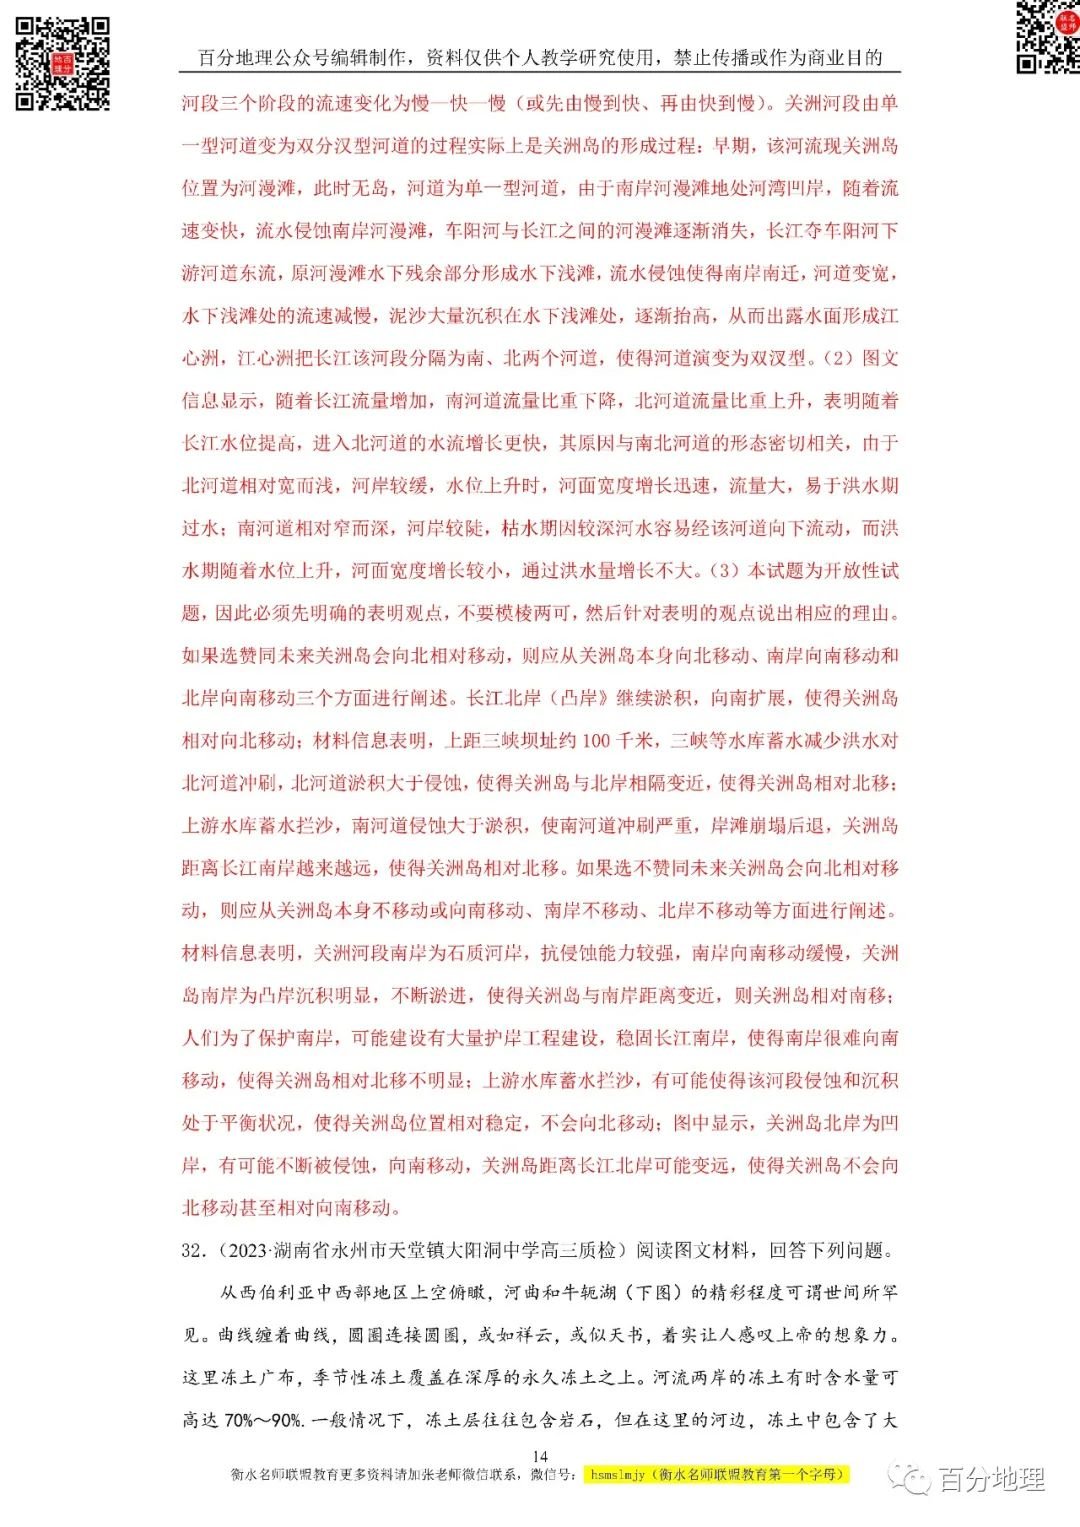 百分地理公众号编辑制作，资料仅供个人教学研究使用，禁止传播或作为商业目的
河段三个阶段的流速变化为慢—快—慢（或先由慢到快、再由快到慢）。关洲河段由单
一型河道变为双分汊型河道的过程实际上是关洲岛的形成过程：早期，该河流现关洲岛
位置为河漫滩，此时无岛，河道为单一型河道，由于南岸河漫滩地处河湾凹岸，随着流
速变快，流水侵蚀南岸河漫滩，车阳河与长江之间的河漫滩逐渐消失，长江夺车阳河下
游河道东流，原河漫滩水下残余部分形成水下浅滩，流水侵蚀使得南岸南迁，河道变宽，
水下浅滩处的流速减慢，泥沙大量沉积在水下浅滩处，逐渐抬高，从而出露水面形成江
心洲，江心洲把长江该河段分隔为南、北两个河道，使得河道演变为双汊型。（2）图文
信息显示，随着长江流量增加，南河道流量比重下降，北河道流量比重上升，表明随着
长江水位提高，进入北河道的水流增长更快，其原因与南北河道的形态密切相关，由于
北河道相对宽而浅，河岸较缓，水位上升时，河面宽度增长迅速，流量大，易于洪水期
过水；南河道相对窄而深，河岸较陡，枯水期因较深河水容易经该河道向下流动，而洪
水期随着水位上升，河面宽度增长较小，通过洪水量增长不大。（3）本试题为开放性试
题，因此必须先明确的表明观点，不要模棱两可，然后针对表明的观点说出相应的理由。
如果选赞同未来关洲岛会向北相对移动，则应从关洲岛本身向北移动、南岸向南移动和
北岸向南移动三个方面进行阐述。长江北岸（凸岸》继续淤积，向南扩展，使得关洲岛
相对向北移动；材料信息表明，上距三峡坝址约 100 千米，三峡等水库蓄水减少洪水对
北河道冲刷，北河道淤积大于侵蚀，使得关洲岛与北岸相隔变近，使得关洲岛相对北移；
上游水库蓄水拦沙，南河道侵蚀大于淤积，使南河道冲刷严重，岸滩崩塌后退，关洲岛
距离长江南岸越来越远，使得关洲岛相对北移。如果选不赞同未来关洲岛会向北相对移
动，则应从关洲岛本身不移动或向南移动、南岸不移动、北岸不移动等方面进行阐述。
材料信息表明，关洲河段南岸为石质河岸，抗侵蚀能力较强，南岸向南移动缓慢，关洲
岛南岸为凸岸沉积明显，不断淤进，使得关洲岛与南岸距离变近，则关洲岛相对南移；
人们为了保护南岸，可能建设有大量护岸工程建设，稳固长江南岸，使得南岸很难向南
移动，使得关洲岛相对北移不明显；上游水库蓄水拦沙，有可能使得该河段侵蚀和沉积
处于平衡状况，使得关洲岛位置相对稳定，不会向北移动；图中显示，关洲岛北岸为凹
岸，有可能不断被侵蚀，向南移动，关洲岛距离长江北岸可能变远，使得关洲岛不会向
北移动甚至相对向南移动。
32．（2023·湖南省永州市天堂镇大阳洞中学高三质检）阅读图文材料，回答下列问题。
从西伯利亚中西部地区上空俯瞰，河曲和牛轭湖（下图）的精彩程度可谓世间所罕
见。曲线缠着曲线，圆圈连接圆圈，或如祥云，或似天书，着实让人感叹上帝的想象力。
这里冻土广布，季节性冻土覆盖在深厚的永久冻土之上。河流两岸的冻土有时含水量可
高达 70%～90%.一般情况下，冻土层往往包含岩石，但在这里的河边，冻土中包含了大
14
衡水名师联盟教育更多资料请加张老师微信联系，微信号： hsmslmjy（衡水名师联盟教育第一个字母）
百分地理